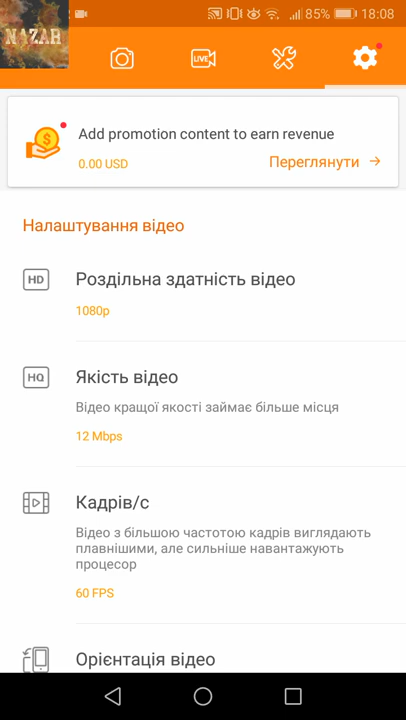 NAZAR
85% 18:08
LIVE
Add promotion content to earn revenue
0.00 USD Переглянути
Налаштування відео
HD Роздільна здатність відео
1080p
HQ Якість відео
Відео кращої якості займає більше місця
12 Mbps
Кадрів/с
Відео з більшою частотою кадрів виглядають
плавнішими, але сильніше навантажують
процесор
60 FPS
Орієнтація відео